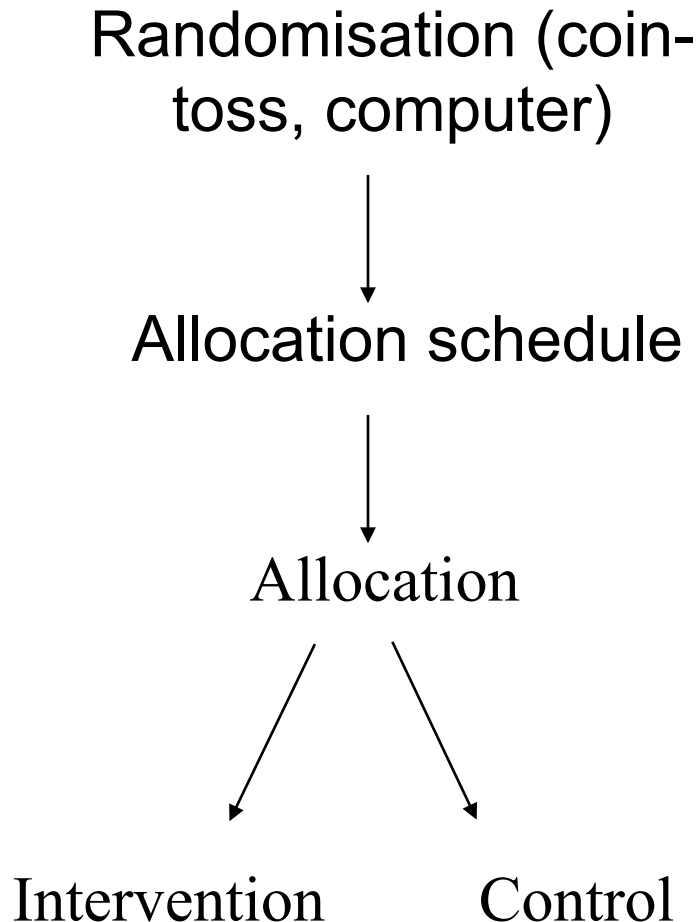 Randomisation (coin-
toss, computer)
Allocation schedule
Allocation
Intervention Control